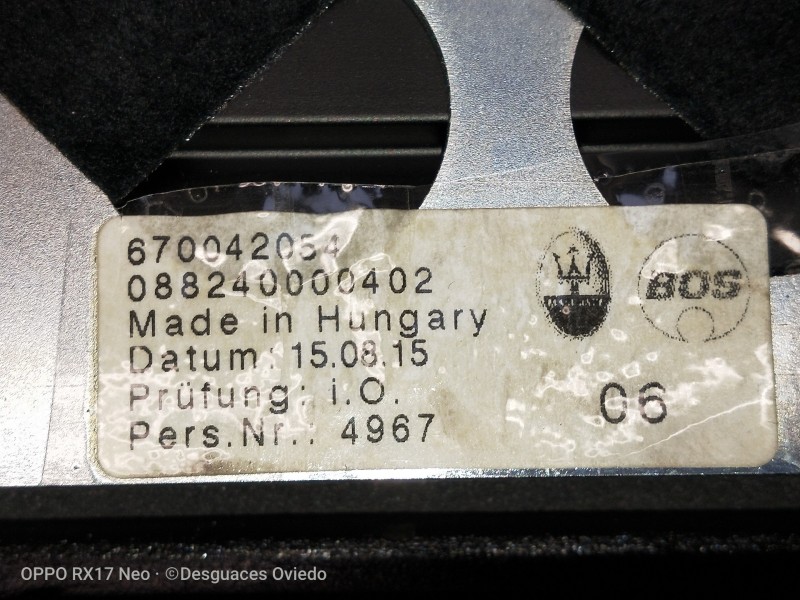 670042054
088240000402
Made in Hungary
Datum: 15.08.15
Prüfung: i.O.
Pers.Nr.: 4967
BOS
06
OPPO RX17 Neo · ©Desguaces Oviedo